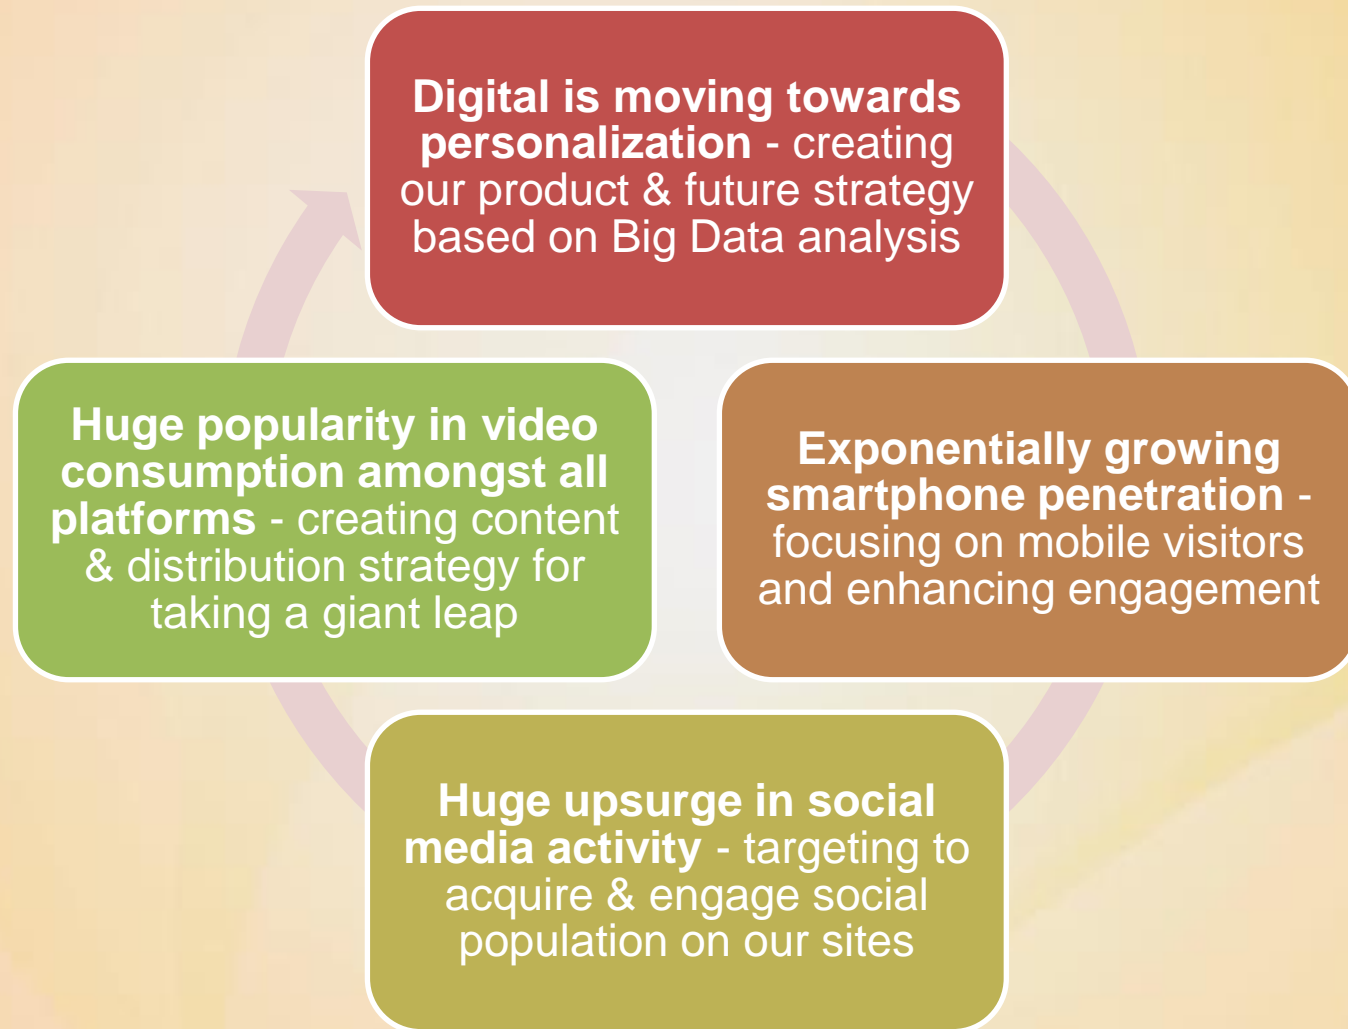 Digital is moving towards
personalization - creating
our product & future strategy
based on Big Data analysis
Exponentially growing
smartphone penetration -
focusing on mobile visitors
and enhancing engagement
Huge upsurge in social
media activity - targeting to
acquire & engage social
population on our sites
Huge popularity in video
consumption amongst all
platforms - creating content
& distribution strategy for
taking a giant leap